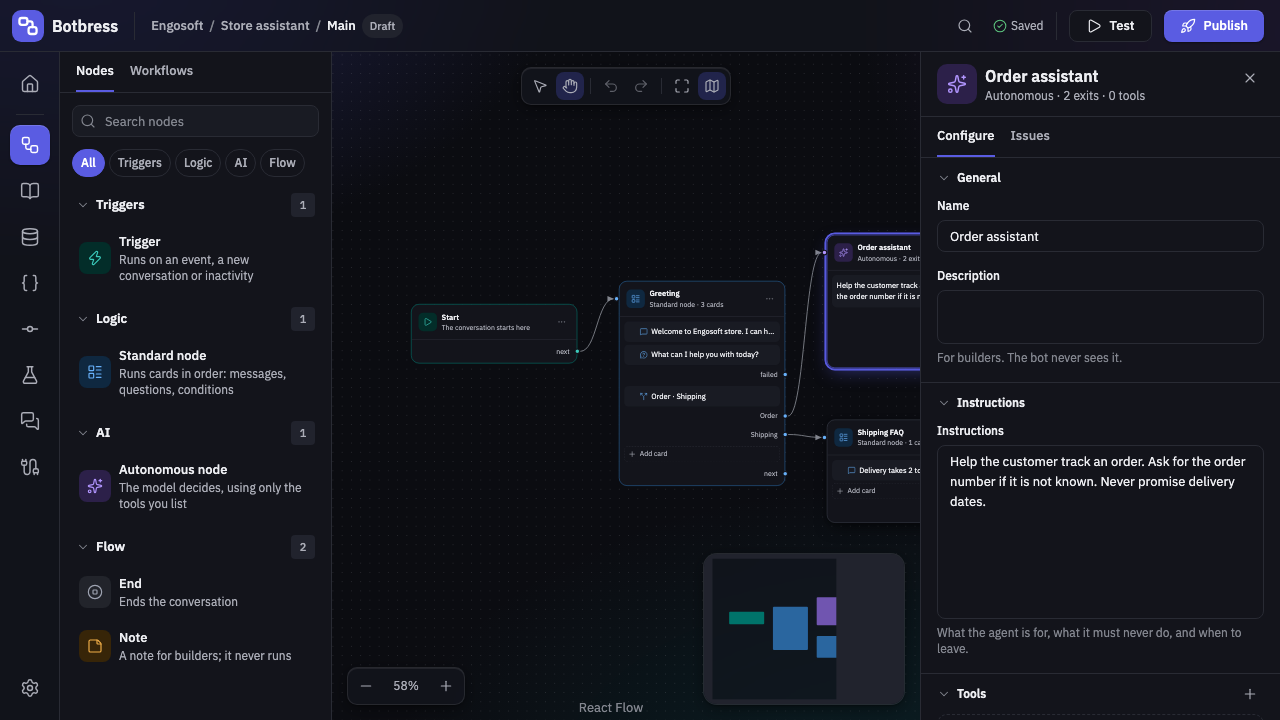 Botbress
Engosoft / Store assistant / Main
Draft
Saved
Test
Publish
Nodes
Workflows
Search nodes
All
Triggers
Logic
AI
Flow
Triggers
1
Trigger
Runs on an event, a new
conversation or inactivity
Logic
1
Standard node
Runs cards in order: messages,
questions, conditions
AI
1
Autonomous node
The model decides, using only the
tools you list
Flow
2
End
Ends the conversation
Note
A note for builders; it never runs
Start
The conversation starts here
next
Greeting
Standard node · 3 cards
Welcome to Engosoft store. I can h...
What can I help you with today?
failed
Order · Shipping
Order
Shipping
Add card
next
Order assistant
Autonomous · 2 exit
Help the customer track
the order number if it is r
Shipping FAQ
Standard node · 1 ca
Delivery takes 2 to
Add card
58%
React Flow
Order assistant
Autonomous · 2 exits · 0 tools
Configure
Issues
General
Name
Order assistant
Description
For builders. The bot never sees it.
Instructions
Instructions
Help the customer track an order. Ask for the order
number if it is not known. Never promise delivery
dates.
What the agent is for, what it must never do, and when to
leave.
Tools